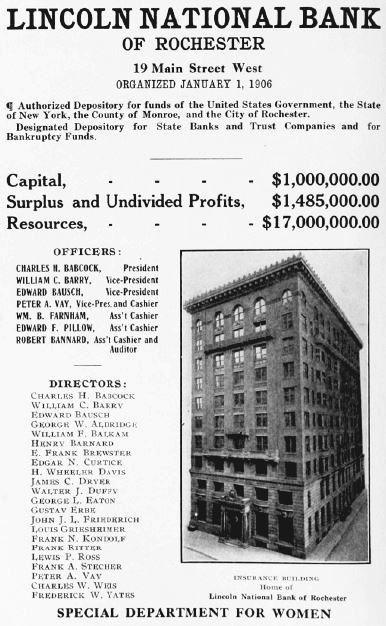 LINCOLN NATIONAL BANK
OF ROCHESTER
19 Main Street West
ORGANIZED JANUARY 1, 1906
¶ Authorized Depository for funds of the United States Government, the State
of New York, the County of Monroe, and the City of Rochester.
Designated Depository for State Banks and Trust Companies and for
Bankruptcy Funds.
Capital, - - - - $1,000,000.00
Surplus and Undivided Profits, $1,485,000.00
Resources, - - - - $17,000,000.00
OFFICERS:
CHARLES H. BABCOCK, President
WILLIAM C. BARRY, Vice-President
EDWARD BAUSCH, Vice-President
PETER A. VAY, Vice-Pres. and Cashier
WM. B. FARNHAM, Ass't Cashier
EDWARD F. PILLOW, Ass't Cashier
ROBERT BANNARD, Ass't Cashier and
Auditor
DIRECTORS:
CHARLES H. BABCOCK
WILLIAM C. BARRY
EDWARD BAUSCH
GEORGE W. ALDRIDGE
WILLIAM F. BALKAM
HENRY BARNARD
E. FRANK BREWSTER
EDGAR N. CURTICE
H. WHEELER DAVIS
JAMES C. DRYER
WALTER J. DUFFY
GEORGE L. EATON
GUSTAV ERBE
JOHN J. L. FRIEDERICH
LOUIS GRIESHEIMER
FRANK N. KONDOLF
FRANK RITTER
LEWIS P. ROSS
FRANK A. STECHER
PETER A. VAY
CHARLES W. WEIS
FREDERICK W. YATES
INSURANCE BUILDING
Home of
Lincoln National Bank of Rochester
SPECIAL DEPARTMENT FOR WOMEN